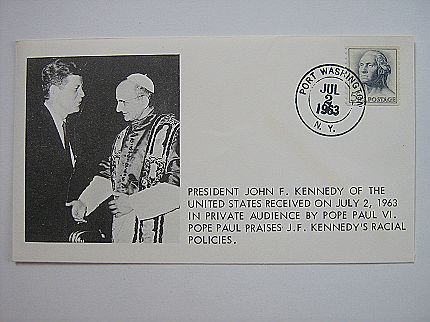 PORT WASHINGTON
JUL
2
1963
N.Y.
POSTAGE
PRESIDENT JOHN F. KENNEDY OF THE
UNITED STATES RECEIVED ON JULY 2, 1963
IN PRIVATE AUDIENCE BY POPE PAUL VI.
POPE PAUL PRAISES J.F. KENNEDY'S RACIAL
POLICIES.